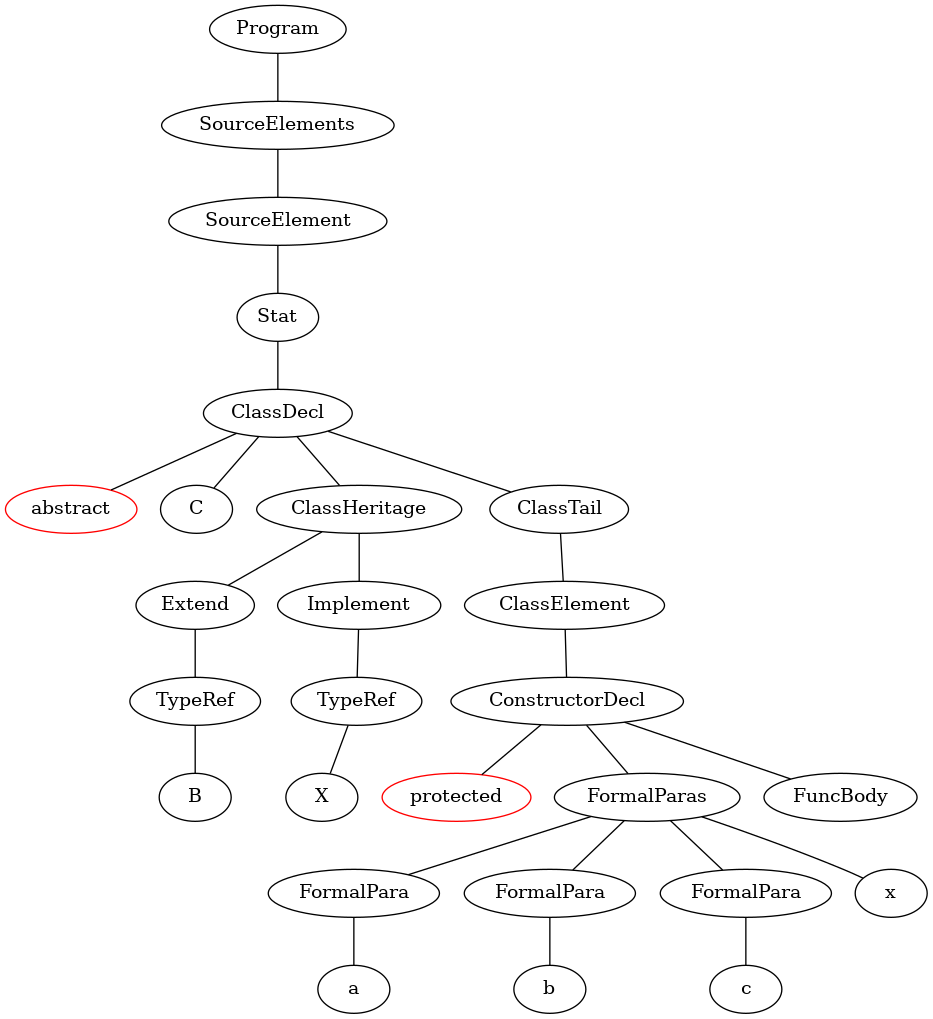 Program
SourceElements
SourceElement
Stat
ClassDecl
abstract C ClassHeritage ClassTail
Extend Implement ClassElement
TypeRef TypeRef ConstructorDecl
B X protected FormalParas FuncBody
FormalPara FormalPara FormalPara x
a b c